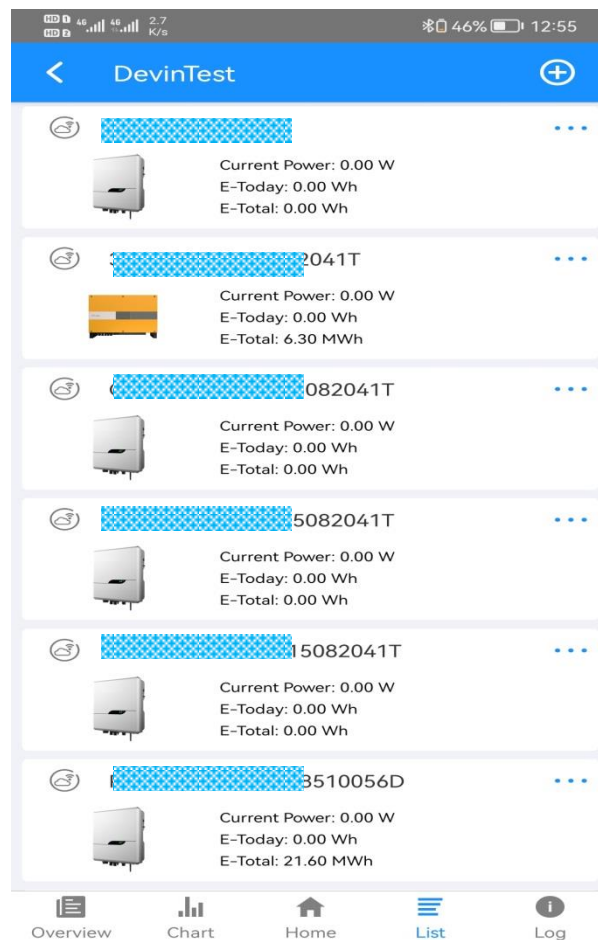 HD 1 46 46 2.7 46% 12:55
HD 2 K/s
DevinTest
Current Power: 0.00 W
E-Today: 0.00 Wh
E-Total: 0.00 Wh
2041T
Current Power: 0.00 W
E-Today: 0.00 Wh
E-Total: 6.30 MWh
082041T
Current Power: 0.00 W
E-Today: 0.00 Wh
E-Total: 0.00 Wh
5082041T
Current Power: 0.00 W
E-Today: 0.00 Wh
E-Total: 0.00 Wh
15082041T
Current Power: 0.00 W
E-Today: 0.00 Wh
E-Total: 0.00 Wh
3510056D
Current Power: 0.00 W
E-Today: 0.00 Wh
E-Total: 21.60 MWh
Overview Chart Home List Log